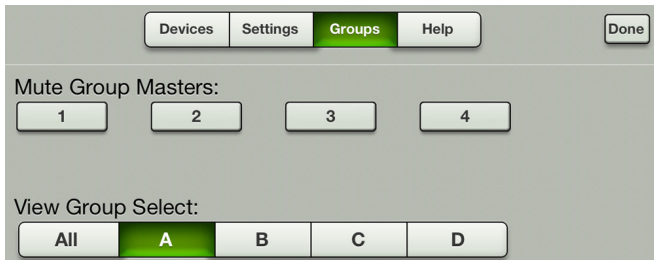 Devices Settings Groups Help Done
Mute Group Masters:
1 2 3 4
View Group Select:
All A B C D